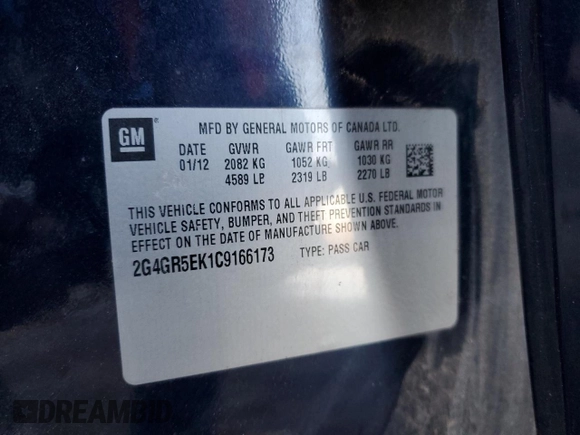 GM
MFD BY GENERAL MOTORS OF CANADA LTD.
DATE GVWR GAWR FRT GAWR RR
01/12 2082 KG 1052 KG 1030 KG
4589 LB 2319 LB 2270 LB
THIS VEHICLE CONFORMS TO ALL APPLICABLE U.S. FEDERAL MOTOR
VEHICLE SAFETY, BUMPER, AND THEFT PREVENTION STANDARDS IN
EFFECT ON THE DATE OF MANUFACTURE SHOWN ABOVE.
2G4GR5EK1C9166173 TYPE: PASS CAR
DREAMBID